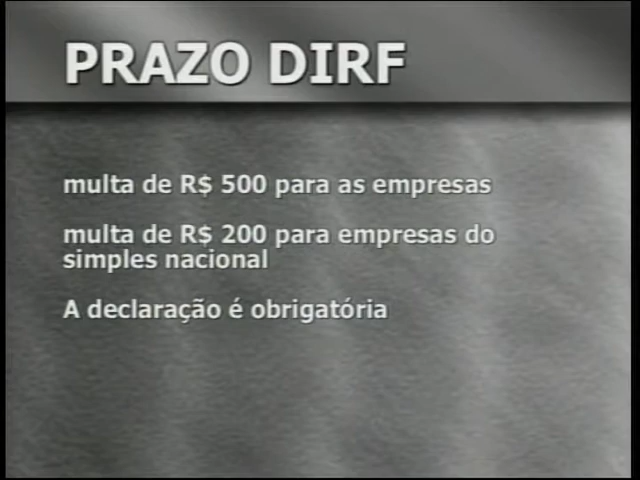 PRAZO DIRF
multa de R$ 500 para as empresas
multa de R$ 200 para empresas do
simples nacional
A declaração é obrigatória